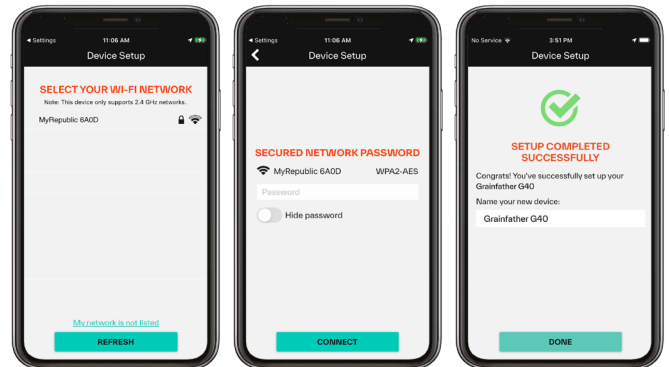 Settings
11:06 AM
Device Setup
SELECT YOUR WI-FI NETWORK
Note: This device only supports 2.4 GHz networks.
MyRepublic 6A0D
My network is not listed
REFRESH
Settings
11:06 AM
Device Setup
SECURED NETWORK PASSWORD
MyRepublic 6A0D WPA2-AES
Password
Hide password
CONNECT
No Service 3:51 PM
Device Setup
SETUP COMPLETED
SUCCESSFULLY
Congrats! You've successfully set up your
Grainfather G40
Name your new device:
Grainfather G40
DONE